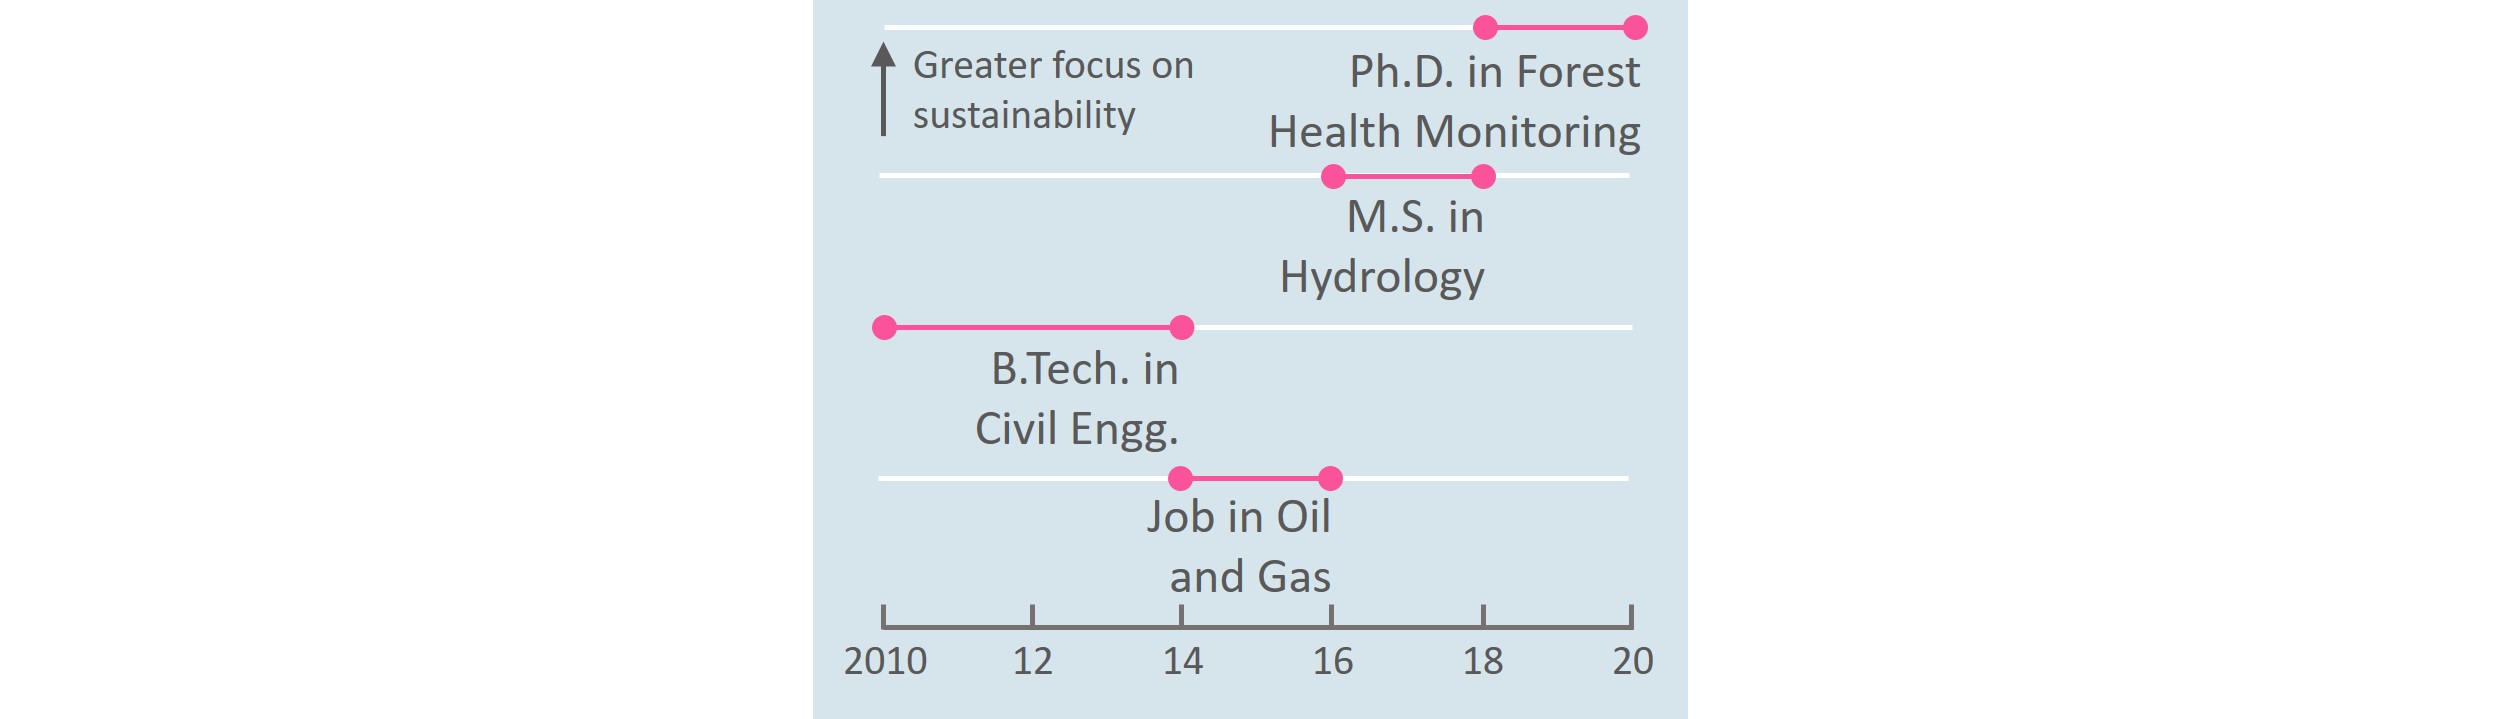 Greater focus on
sustainability
Ph.D. in Forest
Health Monitoring
M.S. in
Hydrology
B.Tech. in
Civil Engg.
Job in Oil
and Gas
2010 12 14 16 18 20